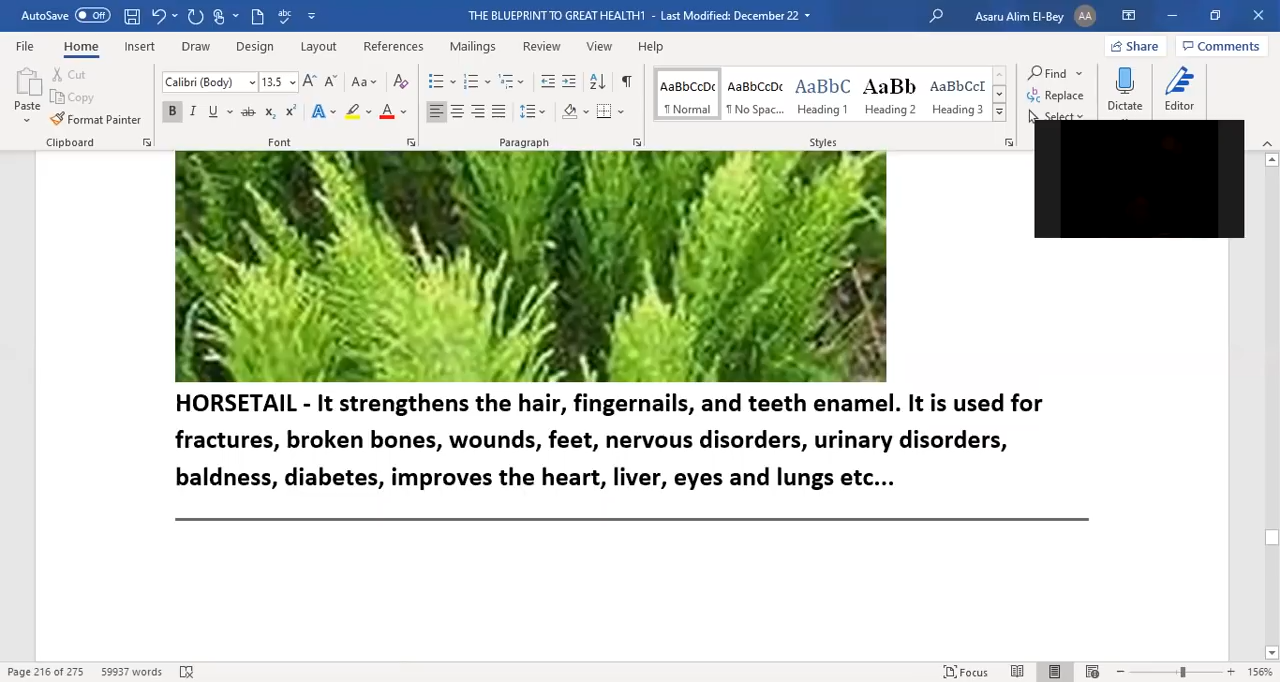 AutoSave Off
THE BLUEPRINT TO GREAT HEALTH1 - Last Modified: December 22
Asaru Alim El-Bey AA
File Home Insert Draw Design Layout References Mailings Review View Help
Share Comments
Paste
Cut
Copy
Format Painter
Clipboard
Calibri (Body) 13.5
Font
Paragraph
AaBbCcDc AaBbCcDc AaBbC AaBb AaBbCcI
¶ Normal ¶ No Spac... Heading 1 Heading 2 Heading 3
Styles
Find
Replace
Select
Dictate Editor
HORSETAIL - It strengthens the hair, fingernails, and teeth enamel. It is used for
fractures, broken bones, wounds, feet, nervous disorders, urinary disorders,
baldness, diabetes, improves the heart, liver, eyes and lungs etc...
Page 216 of 275 59937 words
Focus
156%